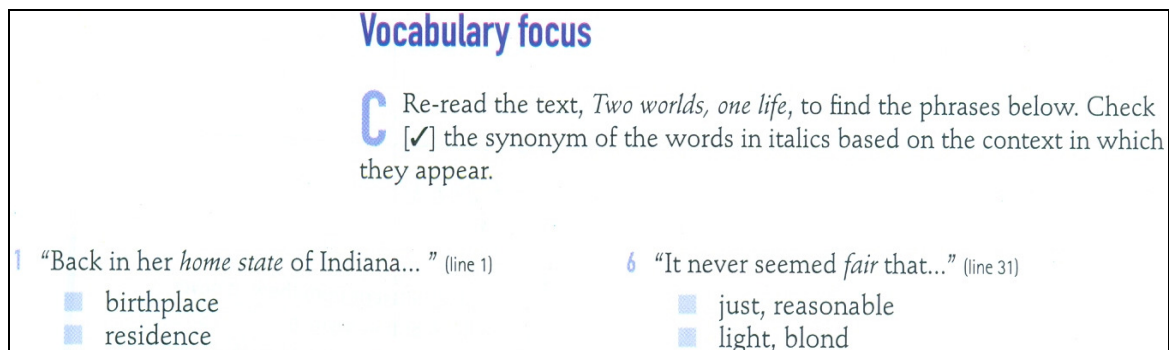 Vocabulary focus
C Re-read the text, Two worlds, one life, to find the phrases below. Check
[✓] the synonym of the words in italics based on the context in which
they appear.
1 “Back in her home state of Indiana... ” (line 1)
birthplace
residence
6 “It never seemed fair that...” (line 31)
just, reasonable
light, blond